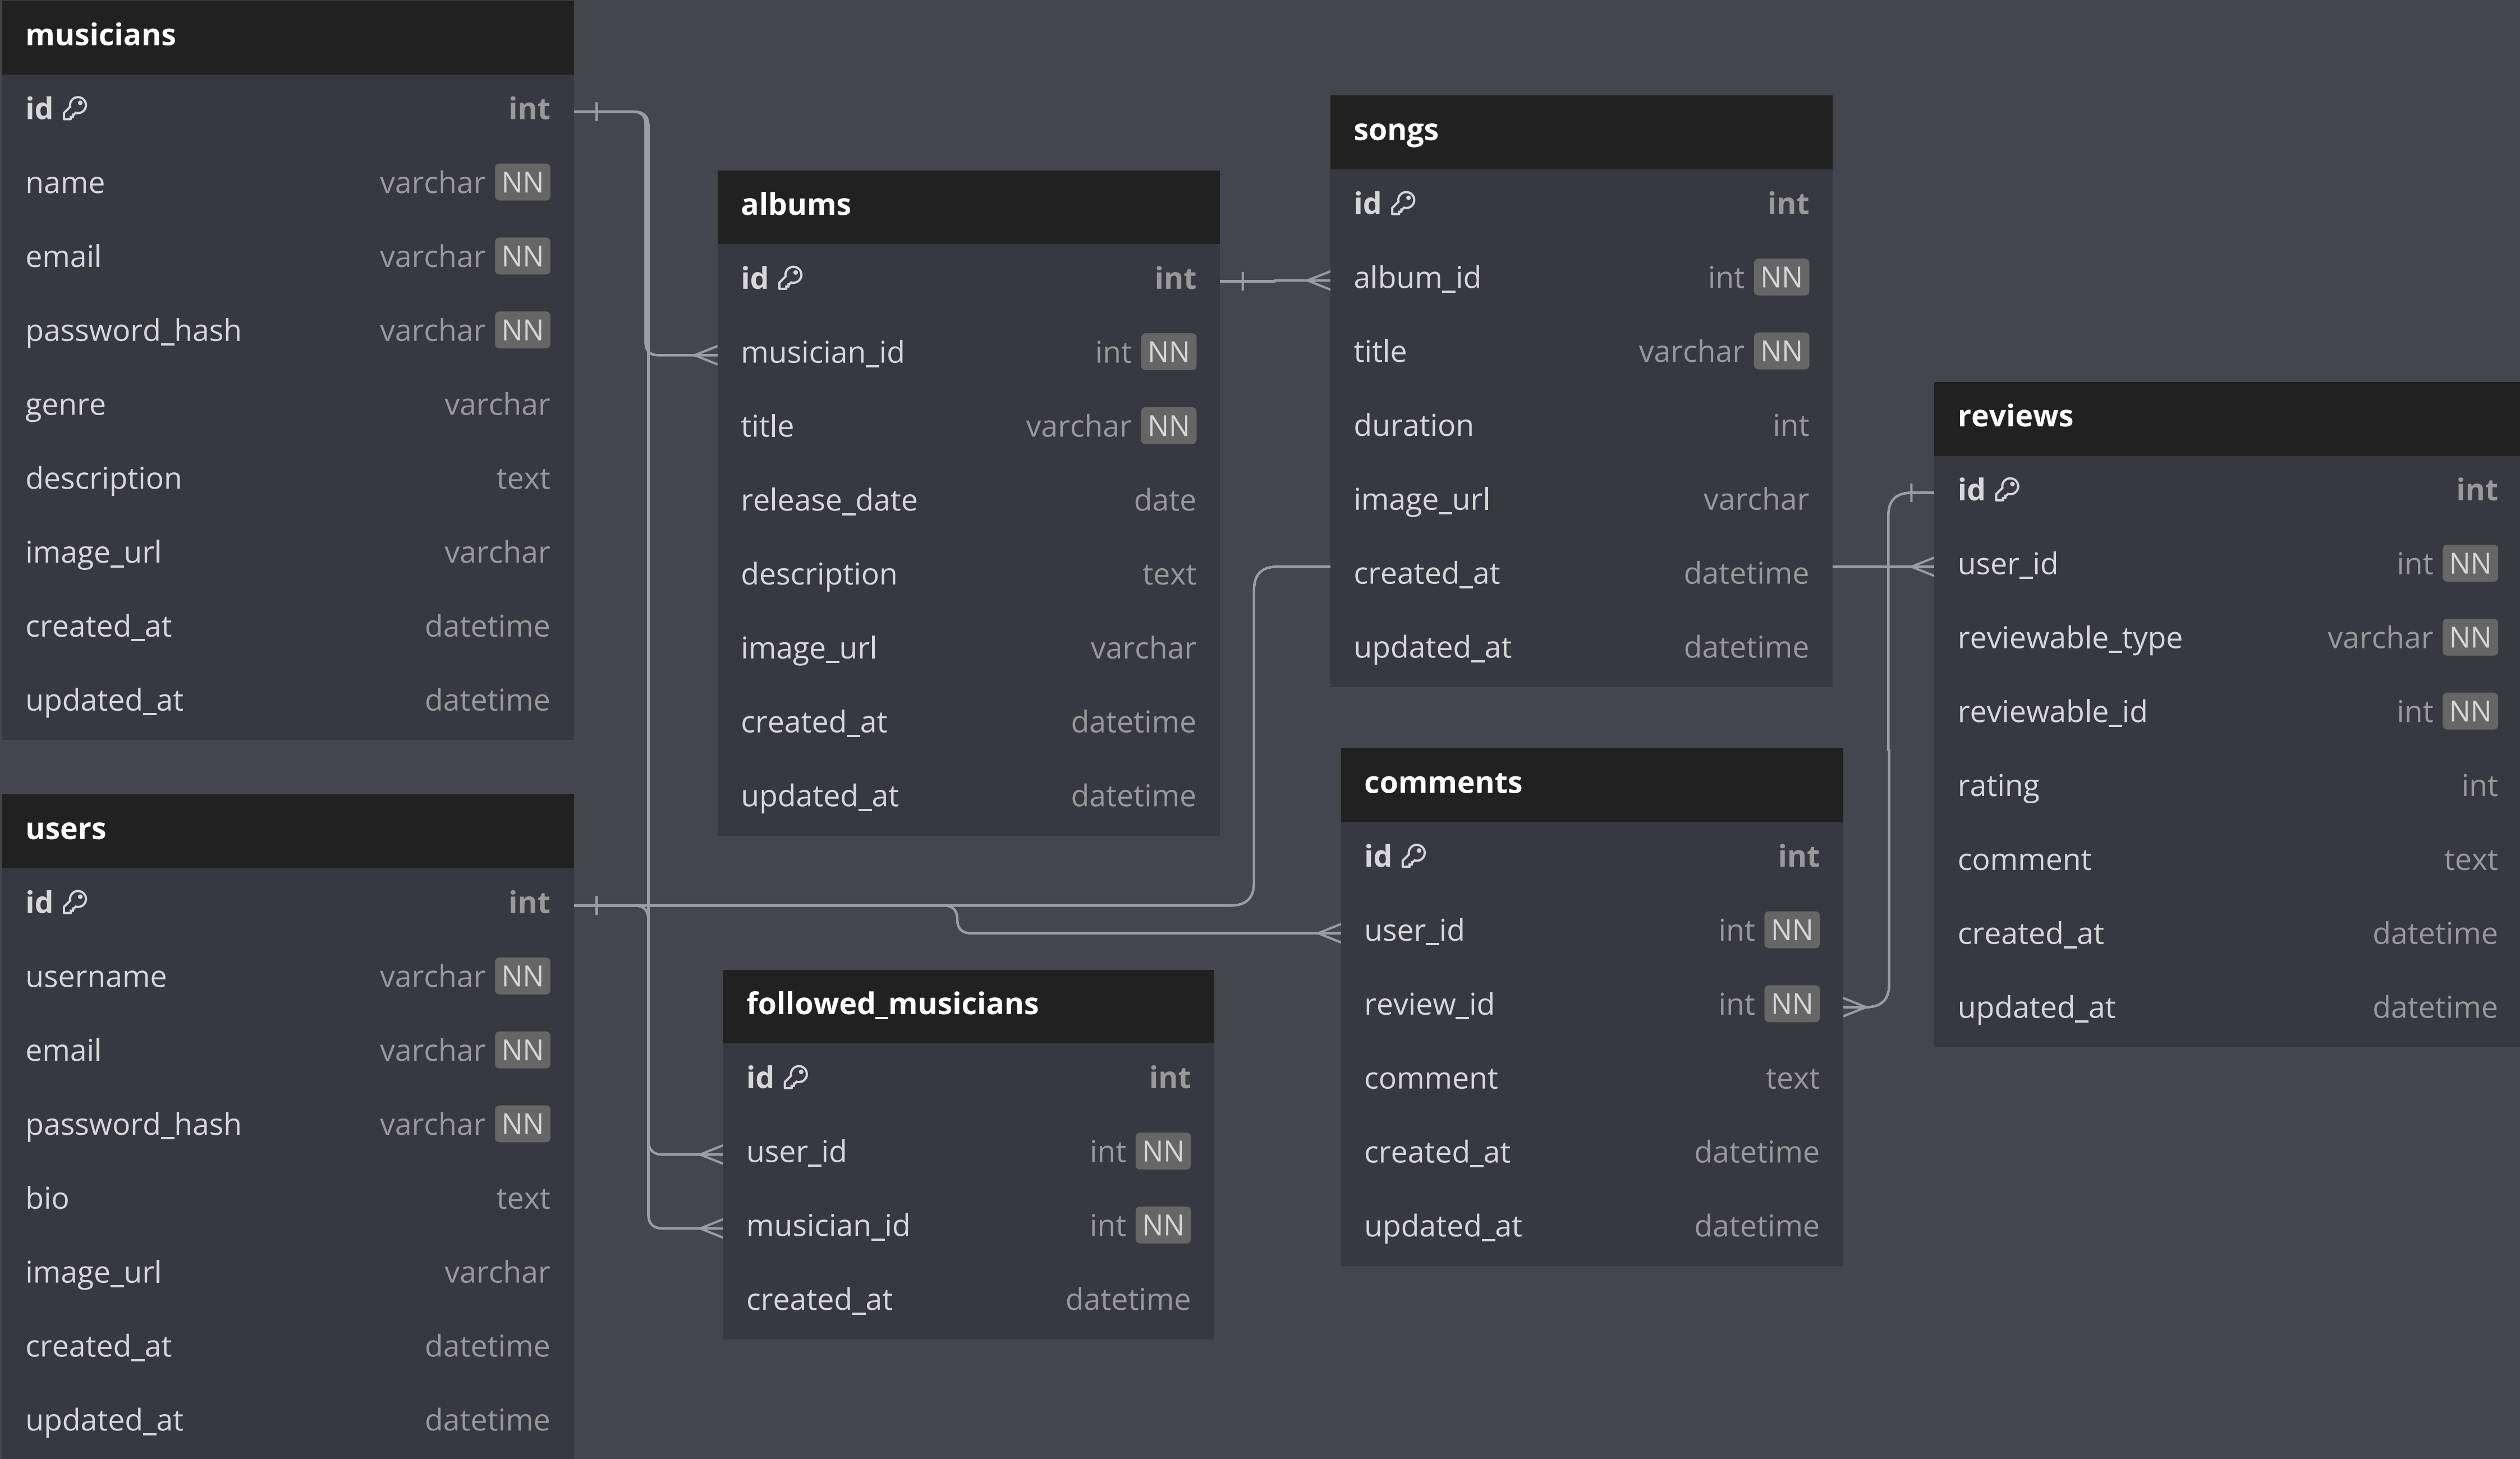 musicians
id int
name varchar NN
email varchar NN
password_hash varchar NN
genre varchar
description text
image_url varchar
created_at datetime
updated_at datetime
users
id int
username varchar NN
email varchar NN
password_hash varchar NN
bio text
image_url varchar
created_at datetime
updated_at datetime
albums
id int
musician_id int NN
title varchar NN
release_date date
description text
image_url varchar
created_at datetime
updated_at datetime
followed_musicians
id int
user_id int NN
musician_id int NN
created_at datetime
songs
id int
album_id int NN
title varchar NN
duration int
image_url varchar
created_at datetime
updated_at datetime
comments
id int
user_id int NN
review_id int NN
comment text
created_at datetime
updated_at datetime
reviews
id int
user_id int NN
reviewable_type varchar NN
reviewable_id int NN
rating int
comment text
created_at datetime
updated_at datetime